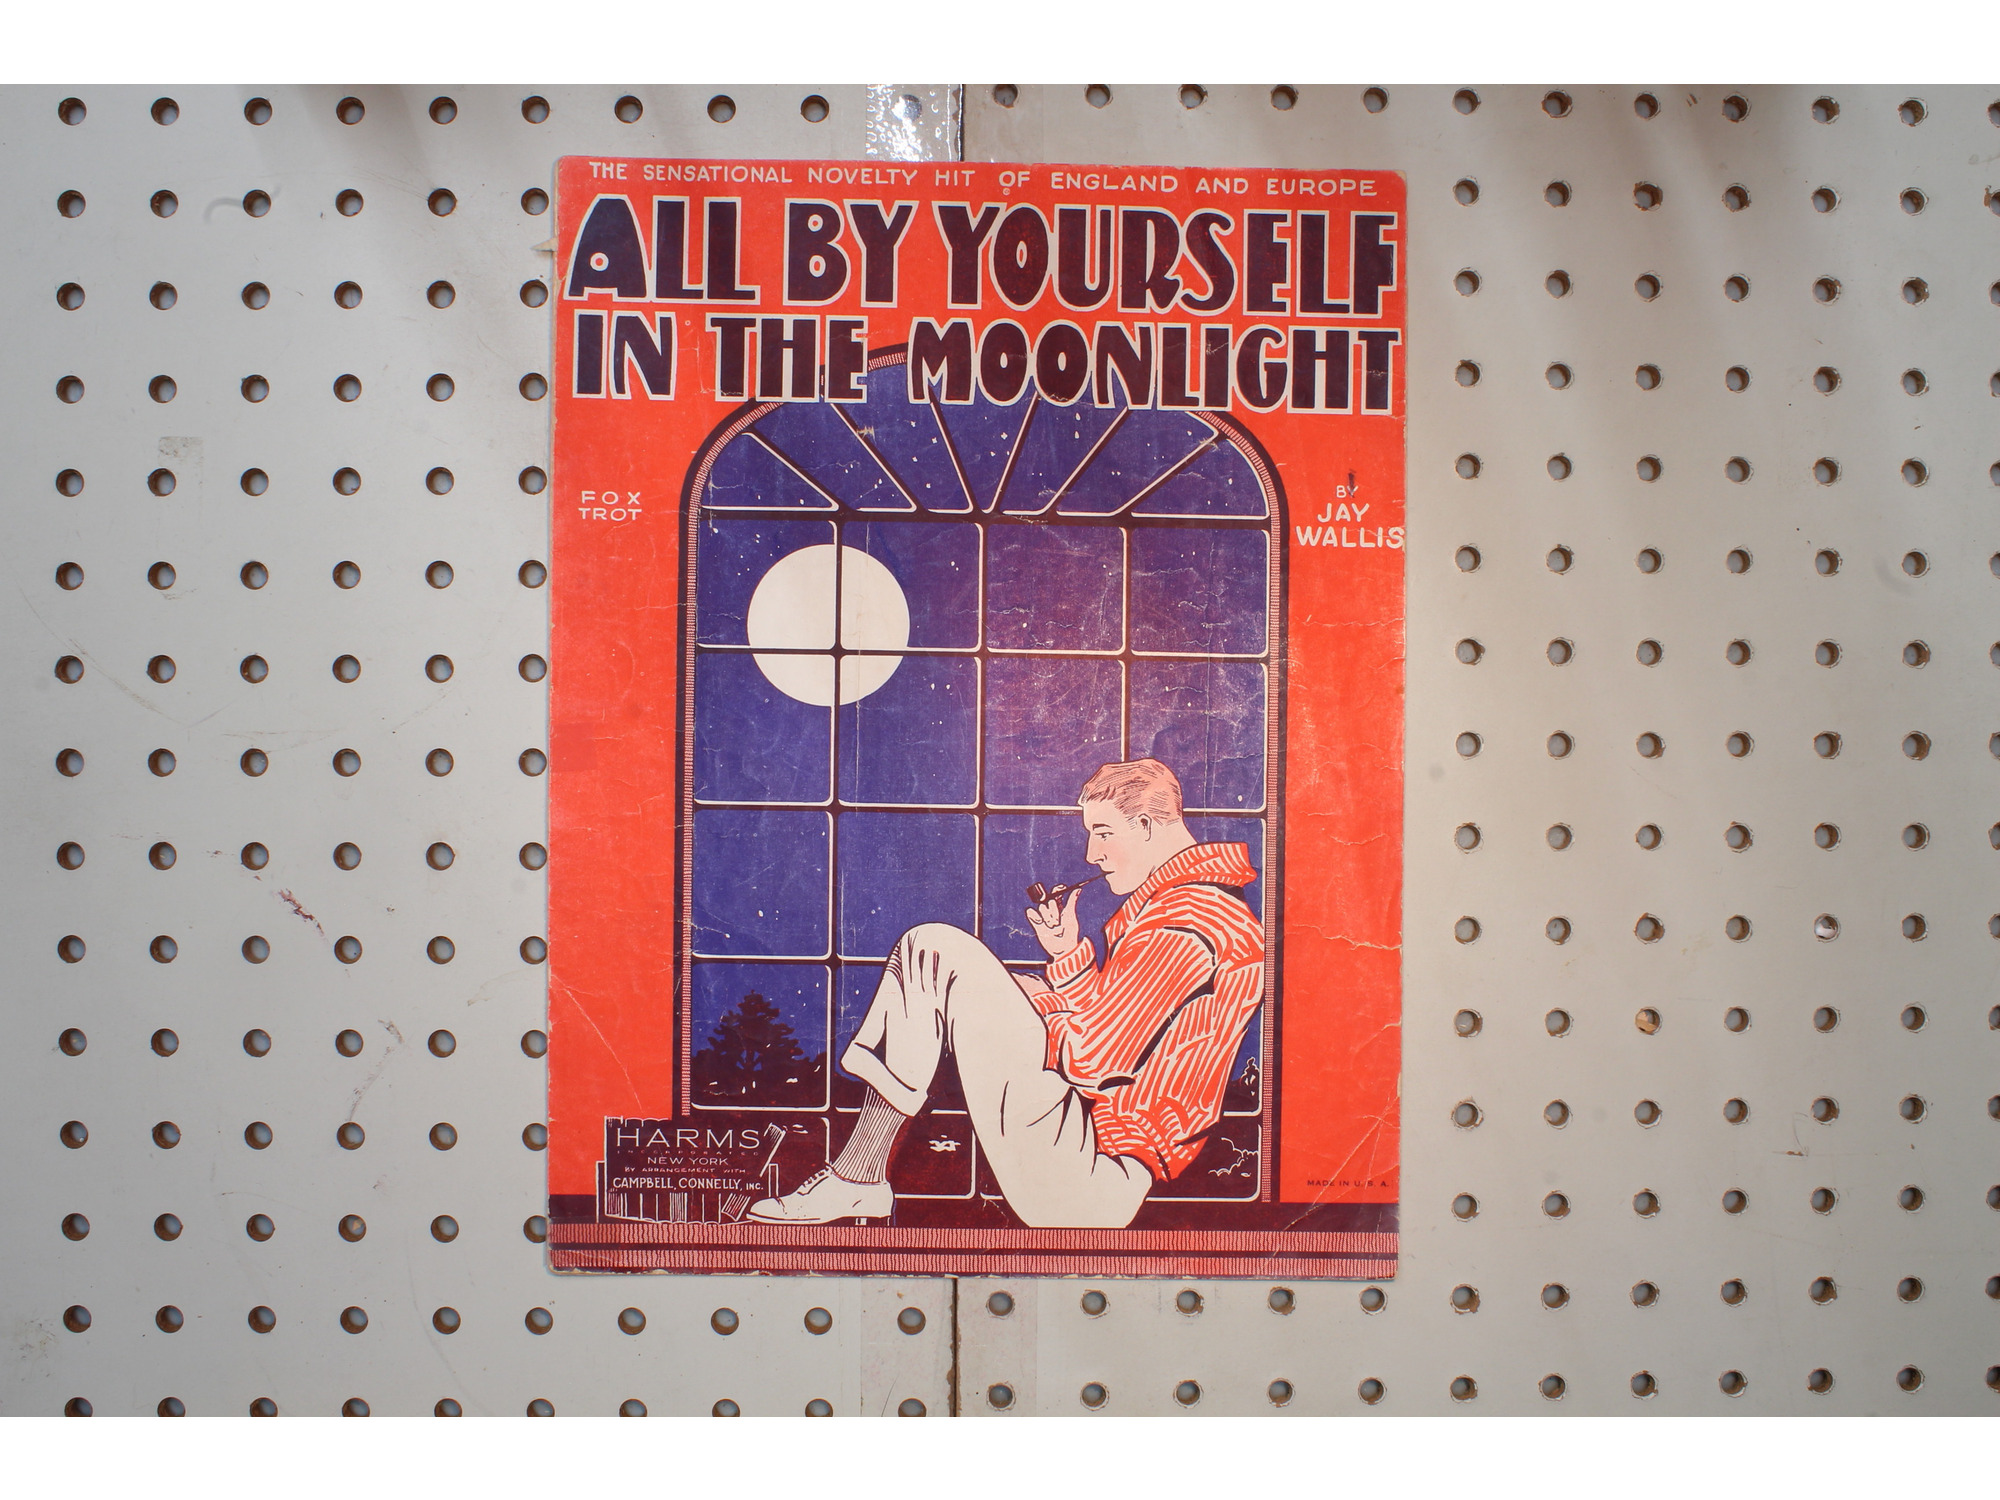 THE SENSATIONAL NOVELTY HIT OF ENGLAND AND EUROPE
ALL BY YOURSELF
IN THE MOONLIGHT
FOX
TROT
BY
JAY
WALLIS
HARMS
INCORPORATED
NEW YORK
BY ARRANGEMENT WITH
CAMPBELL, CONNELLY, INC.
MADE IN U. S. A.